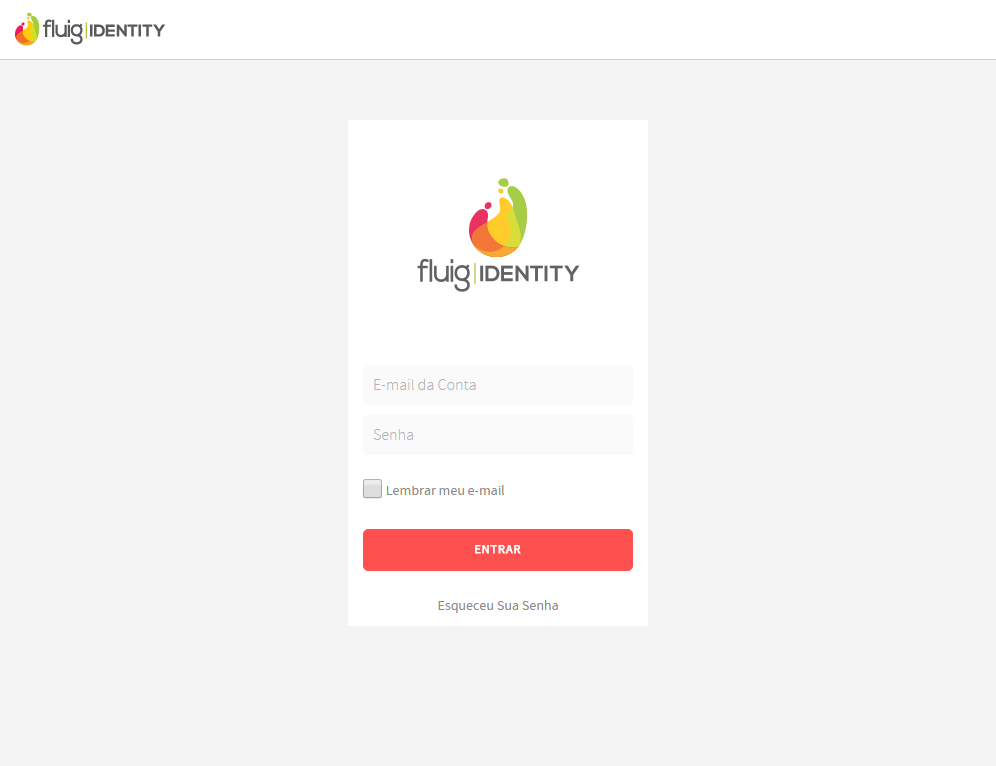 fluig|IDENTITY
fluig|IDENTITY
E-mail da Conta
Senha
Lembrar meu e-mail
ENTRAR
Esqueceu Sua Senha